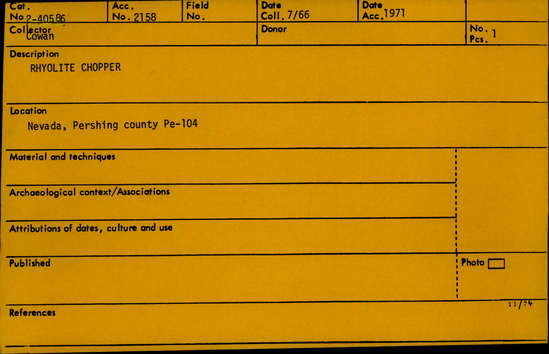 Cat. Acc. Field Date Date
No. 2-40586 No. 2158 No. Coll. 7/66 Acc. 1971
Collector Donor No.
Cowan Pcs. 1
Description
RHYOLITE CHOPPER
Location
Nevada, Pershing county Pe-104
Material and techniques
Archaeological context/Associations
Attributions of dates, culture and use
Published Photo
References 11/74